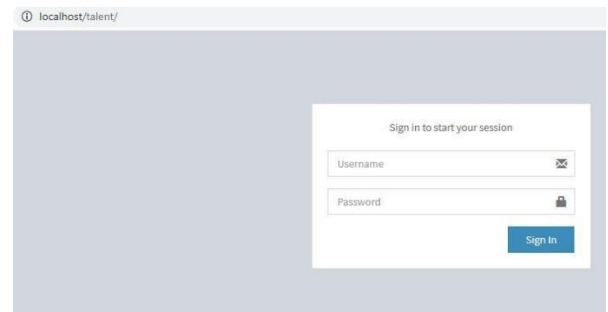 localhost/talent/
Sign in to start your session
Username
Password
Sign In